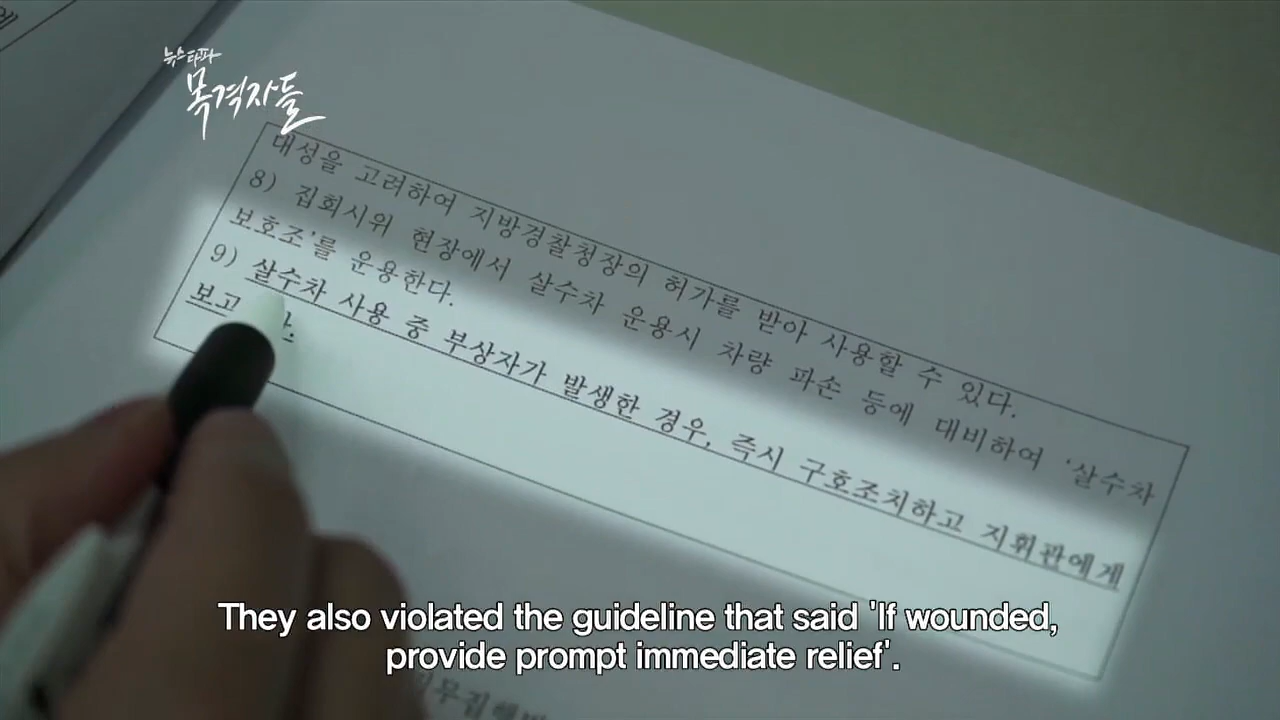 뉴스타파
목격자들
대성을 고려하여 지방경찰청장의 허가를 받아 사용할 수 있다.
8) 집회시위 현장에서 살수차 운용시 차량 파손 등에 대비하여 '살수차
보호조'를 운용한다.
9) 살수차 사용 중 부상자가 발생한 경우, 즉시 구호조치하고 지휘관에게
보고
They also violated the guideline that said 'If wounded,
provide prompt immediate relief'.